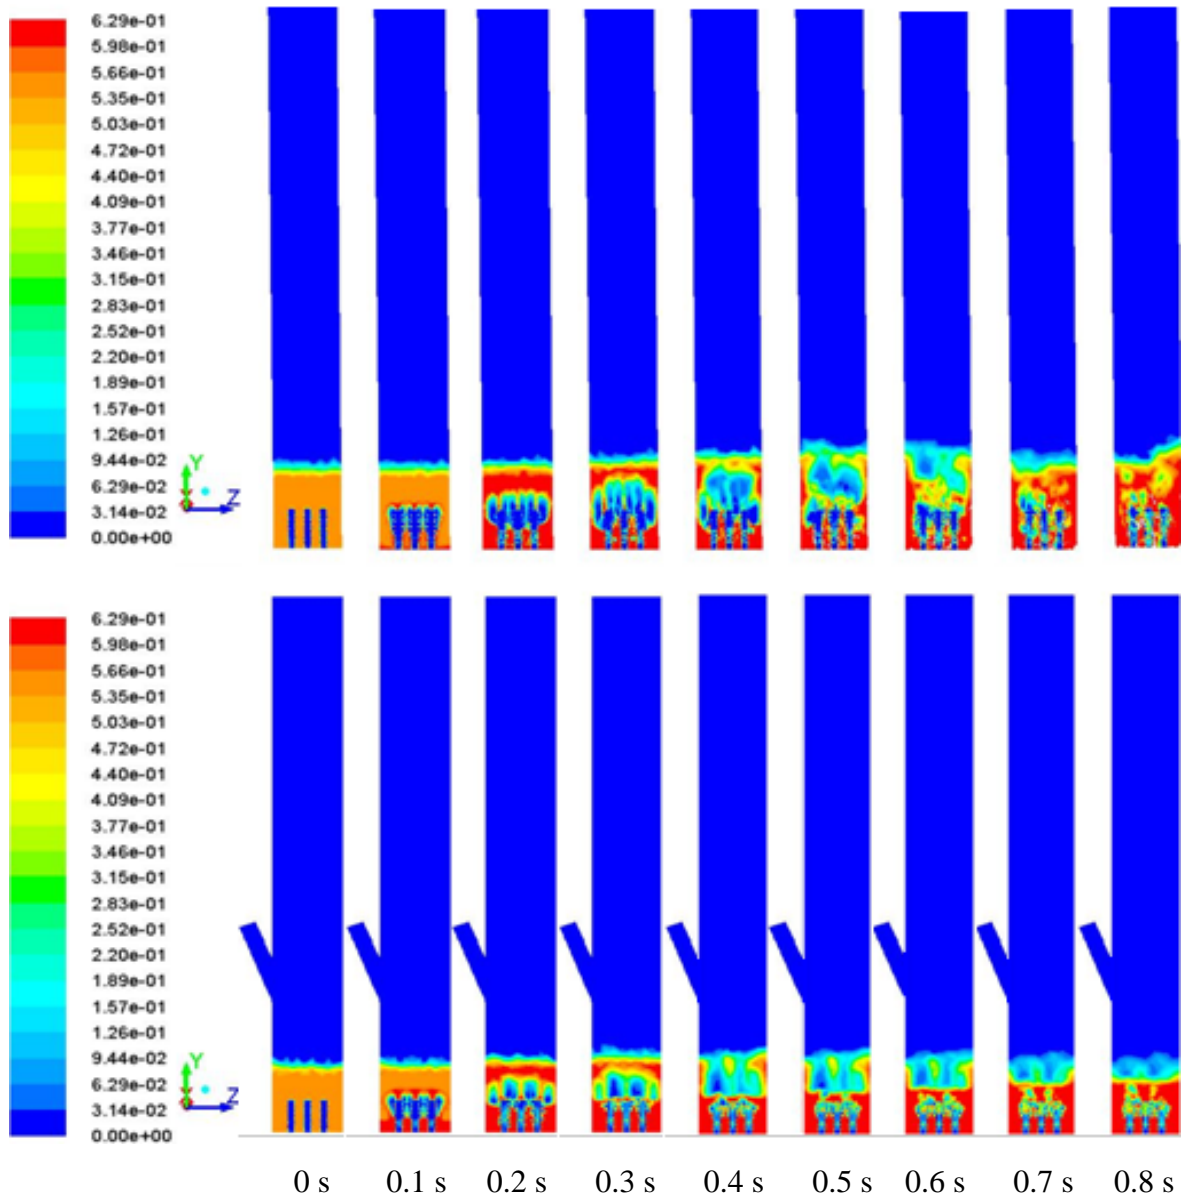 6.29e-01
5.98e-01
5.66e-01
5.35e-01
5.03e-01
4.72e-01
4.40e-01
4.09e-01
3.77e-01
3.46e-01
3.15e-01
2.83e-01
2.52e-01
2.20e-01
1.89e-01
1.57e-01
1.26e-01
9.44e-02
6.29e-02
3.14e-02
0.00e+00
Y
X
Z
6.29e-01
5.98e-01
5.66e-01
5.35e-01
5.03e-01
4.72e-01
4.40e-01
4.09e-01
3.77e-01
3.46e-01
3.15e-01
2.83e-01
2.52e-01
2.20e-01
1.89e-01
1.57e-01
1.26e-01
9.44e-02
6.29e-02
3.14e-02
0.00e+00
Y
X
Z
0 s 0.1 s 0.2 s 0.3 s 0.4 s 0.5 s 0.6 s 0.7 s 0.8 s